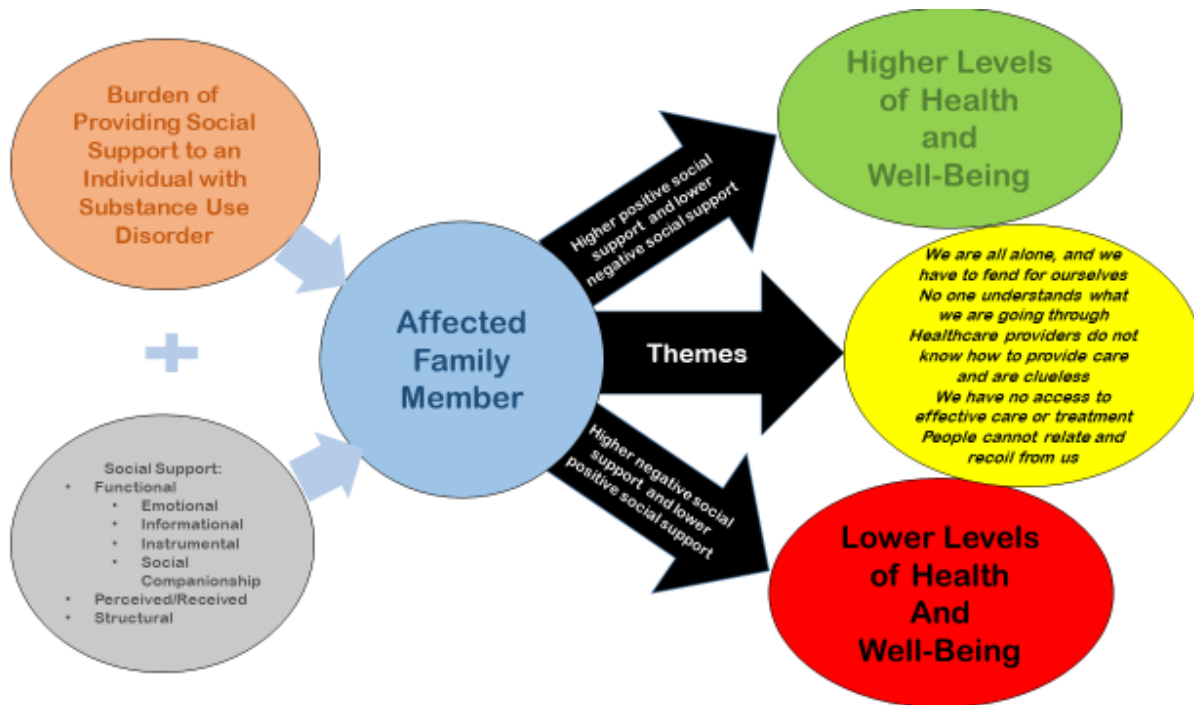 Burden of
Providing Social
Support to an
Individual with
Substance Use
Disorder
+
Social Support:
• Functional
• Emotional
• Informational
• Instrumental
• Social
Companionship
• Perceived/Received
• Structural
Affected
Family
Member
Higher positive social
support and lower
negative social support
Themes
Higher negative social
support and lower
positive social support
Higher Levels
of Health
and
Well-Being
We are all alone, and we
have to fend for ourselves
No one understands what
we are going through
Healthcare providers do not
know how to provide care
and are clueless
We have no access to
effective care or treatment
People cannot relate and
recoil from us
Lower Levels
of Health
And
Well-Being